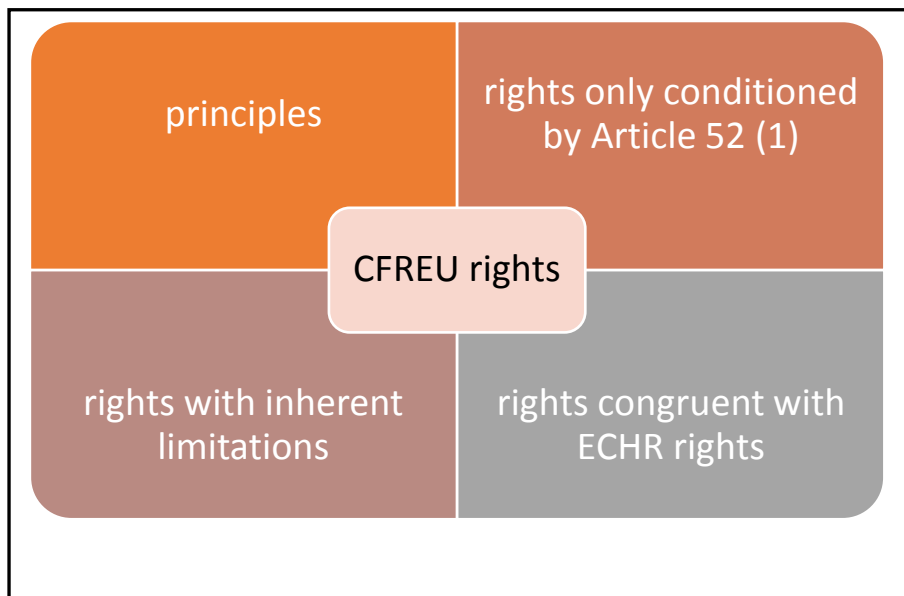 principles
rights only conditioned
by Article 52 (1)
CFREU rights
rights with inherent
limitations
rights congruent with
ECHR rights